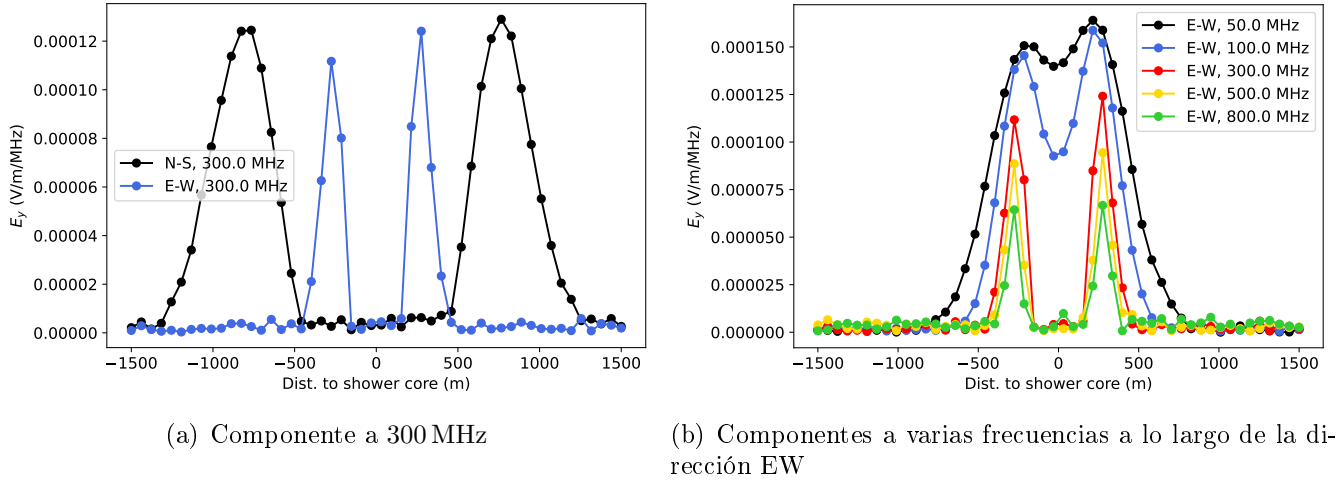 0.00012
0.00010
0.00008
0.00006
0.00004
0.00002
0.00000
E_y (V/m/MHz)
N-S, 300.0 MHz
E-W, 300.0 MHz
−1500 −1000 −500 0 500 1000 1500
Dist. to shower core (m)
(a) Componente a 300 MHz
0.000150
0.000125
0.000100
0.000075
0.000050
0.000025
0.000000
E_y (V/m/MHz)
E-W, 50.0 MHz
E-W, 100.0 MHz
E-W, 300.0 MHz
E-W, 500.0 MHz
E-W, 800.0 MHz
−1500 −1000 −500 0 500 1000 1500
Dist. to shower core (m)
(b) Componentes a varias frecuencias a lo largo de la di-
rección EW